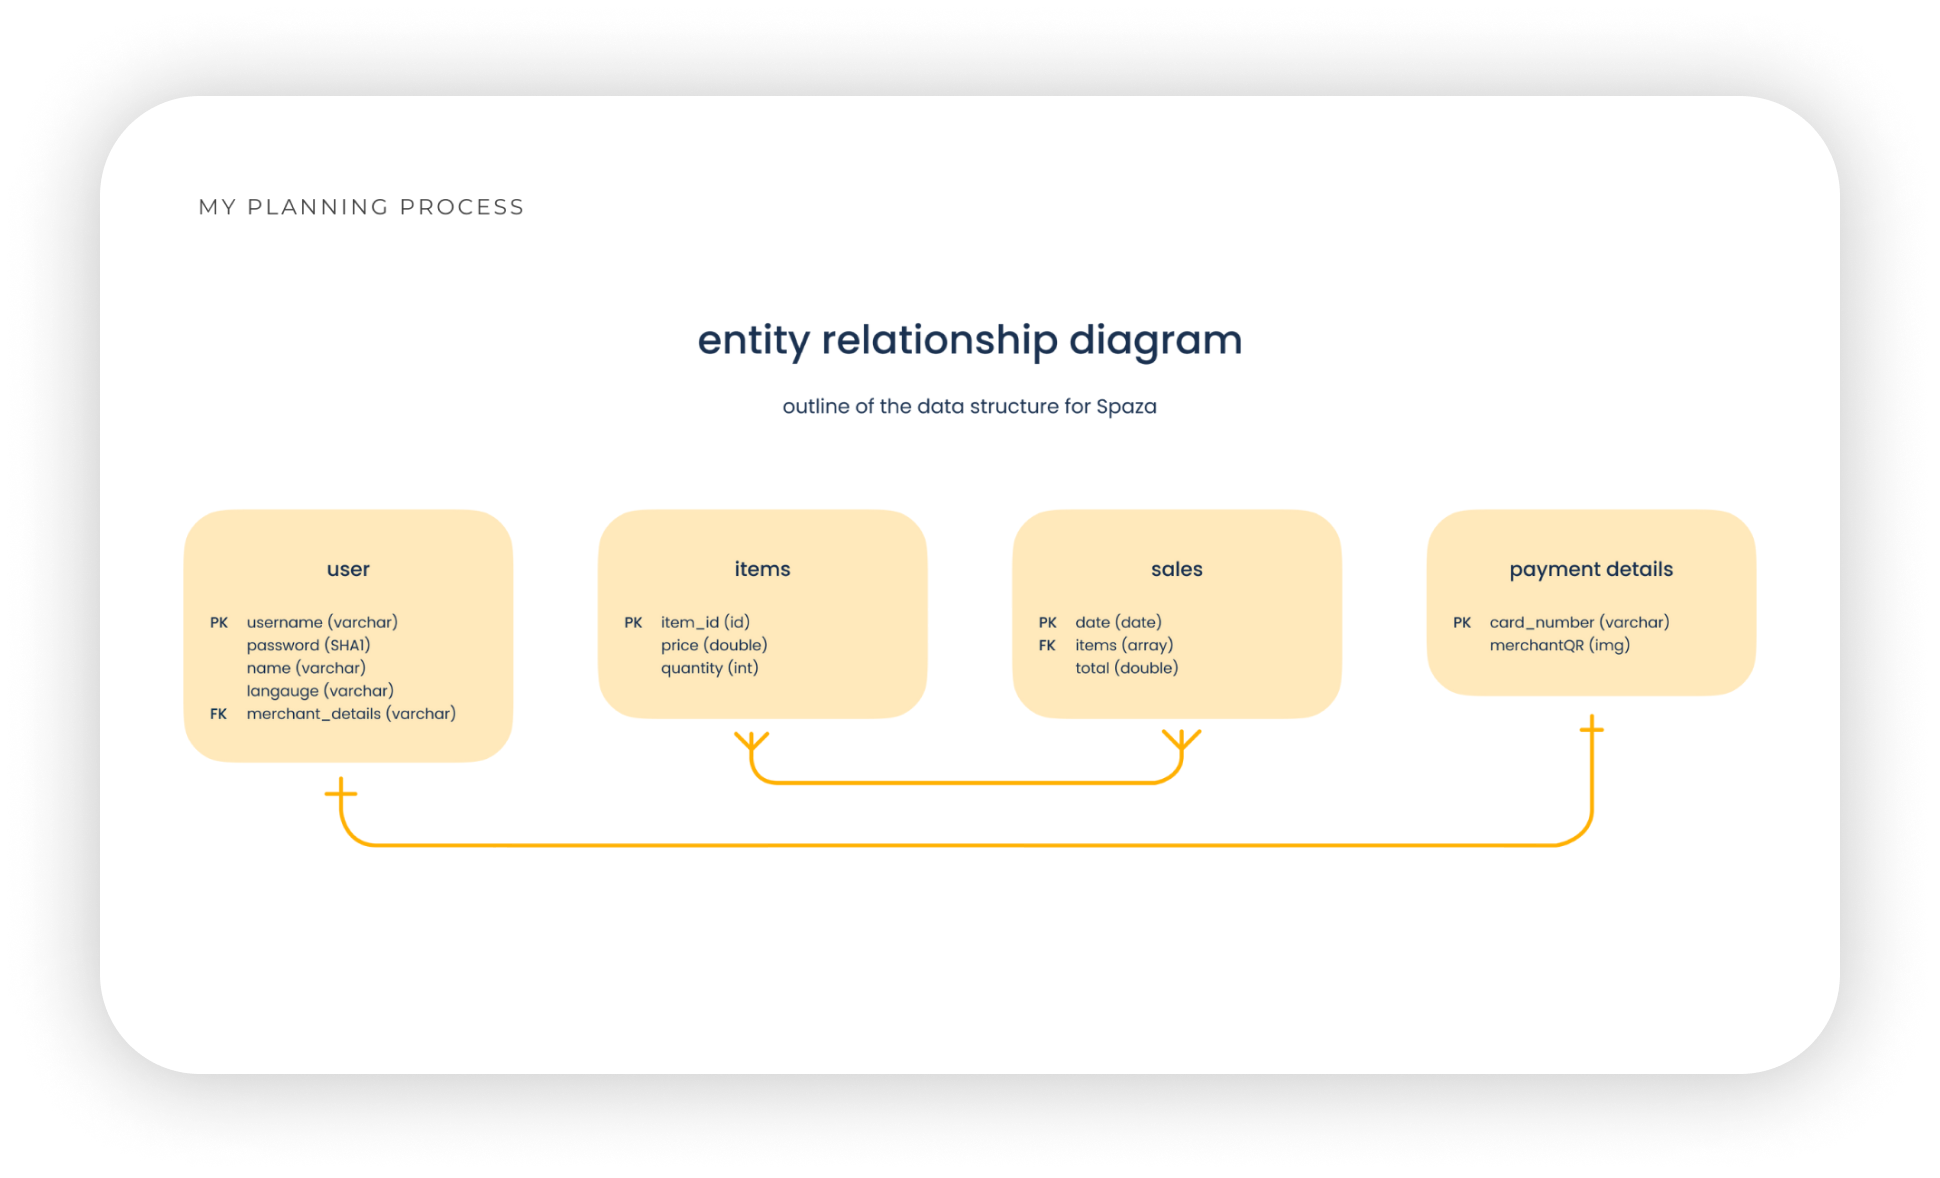 MY PLANNING PROCESS
entity relationship diagram
outline of the data structure for Spaza
user
PK username (varchar)
password (SHA1)
name (varchar)
langauge (varchar)
FK merchant_details (varchar)
items
PK item_id (id)
price (double)
quantity (int)
sales
PK date (date)
FK items (array)
total (double)
payment details
PK card_number (varchar)
merchantQR (img)